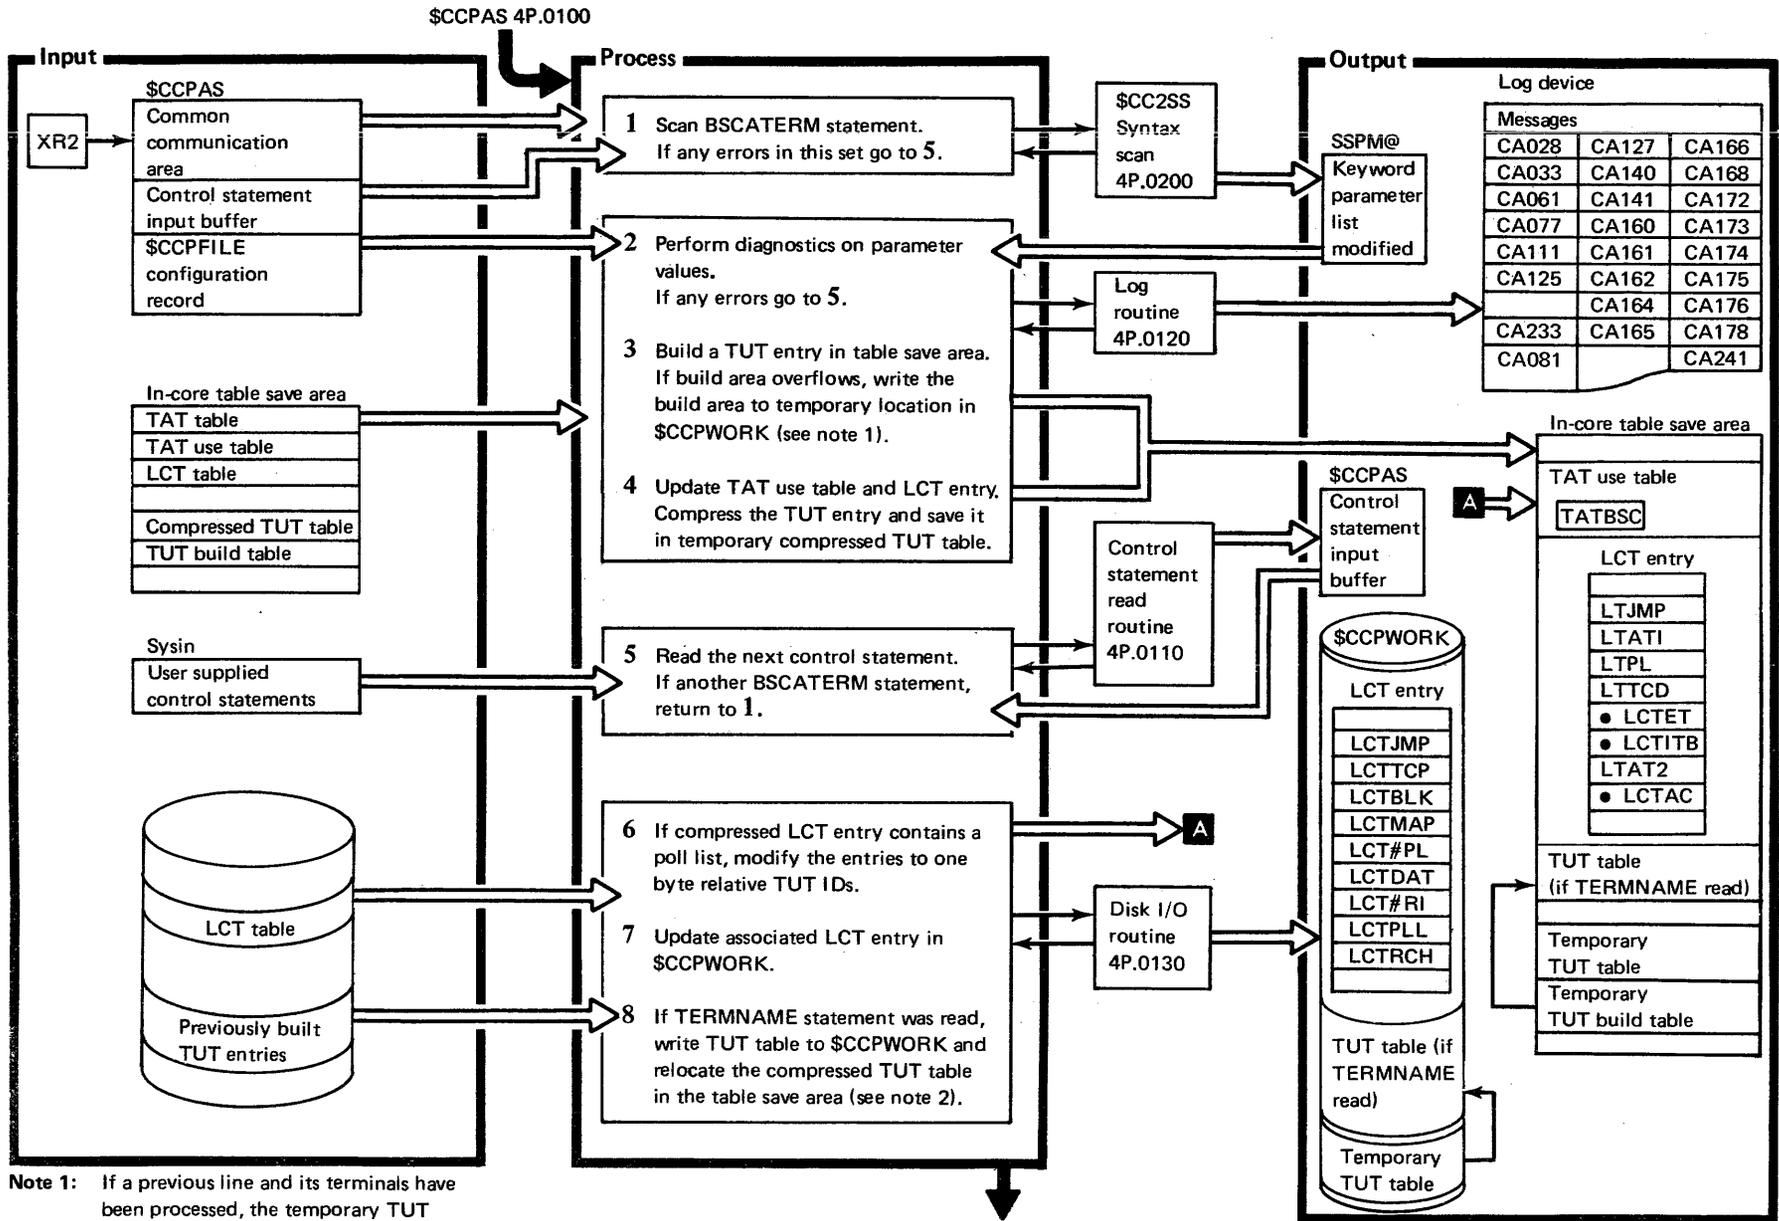 $CCPAS 4P.0100
Input
$CCPAS
XR2
Common
communication
area
Control statement
input buffer
$CCPFILE
configuration
record
In-core table save area
TAT table
TAT use table
LCT table
Compressed TUT table
TUT build table
Sysin
User supplied
control statements
LCT table
Previously built
TUT entries
Process
1 Scan BSCATERM statement.
If any errors in this set go to 5.
2 Perform diagnostics on parameter
values.
If any errors go to 5.
3 Build a TUT entry in table save area.
If build area overflows, write the
build area to temporary location in
$CCPWORK (see note 1).
4 Update TAT use table and LCT entry.
Compress the TUT entry and save it
in temporary compressed TUT table.
5 Read the next control statement.
If another BSCATERM statement,
return to 1.
6 If compressed LCT entry contains a
poll list, modify the entries to one
byte relative TUT IDs.
7 Update associated LCT entry in
$CCPWORK.
8 If TERMNAME statement was read,
write TUT table to $CCPWORK and
relocate the compressed TUT table
in the table save area (see note 2).
$CC2SS
Syntax
scan
4P.0200
Log
routine
4P.0120
Control
statement
read
routine
4P.0110
A
Disk I/O
routine
4P.0130
Output
Log device
Messages
CA028 CA127 CA166
CA033 CA140 CA168
CA061 CA141 CA172
CA077 CA160 CA173
CA111 CA161 CA174
CA125 CA162 CA175
CA164 CA176
CA233 CA165 CA178
CA081 CA241
SSPM@
Keyword
parameter
list
modified
In-core table save area
TAT use table
TATBSC
A
LCT entry
LTJMP
LTATI
LTPL
LTTCD
• LCTET
• LCTITB
LTAT2
• LCTAC
TUT table
(if TERMNAME read)
Temporary
TUT table
Temporary
TUT build table
$CCPAS
Control
statement
input
buffer
$CCPWORK
LCT entry
LCTJMP
LCTTCP
LCTBLK
LCTMAP
LCT#PL
LCTDAT
LCT#RI
LCTPLL
LCTRCH
TUT table (if
TERMNAME
read)
Temporary
TUT table
Note 1: If a previous line and its terminals have
been processed, the temporary TUT